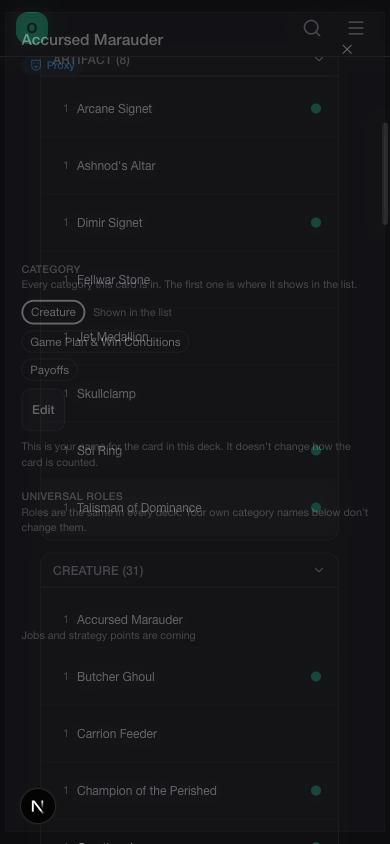 O
Accursed Marauder
ARTIFACT (8)
Proxy
1 Arcane Signet
1 Ashnod's Altar
1 Dimir Signet
CATEGORY
1 Fellwar Stone
Every category this card is in. The first one is where it shows in the list.
Creature Shown in the list
1 Jet Medallion
Game Plan & Win Conditions
Payoffs
1 Skullclamp
Edit
This is your name for the card in this deck. It doesn't change how the
1 Sol Ring
card is counted.
UNIVERSAL ROLES
1 Talisman of Dominance
Roles are the same in every deck. Your own category names below don't
change them.
CREATURE (31)
1 Accursed Marauder
Jobs and strategy points are coming
1 Butcher Ghoul
1 Carrion Feeder
1 Champion of the Perished
N